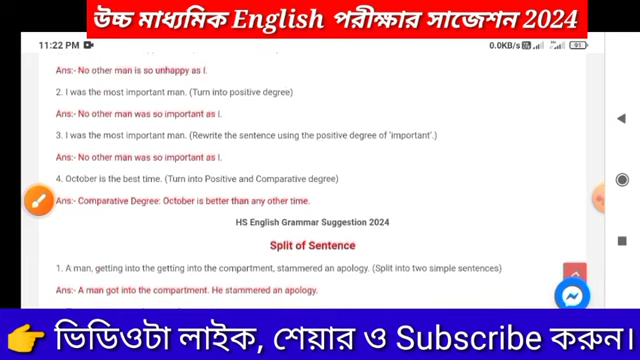 উচ্চ মাধ্যমিক English পরীক্ষার সাজেশন 2024
11:22 PM 0.0KB/s 91
Ans:- No other man is so unhappy as I.
2. I was the most important man. (Turn into positive degree)
Ans:- No other man was so important as I.
3. I was the most important man. (Rewrite the sentence using the positive degree of 'important'.)
Ans:- No other man was so important as I.
4. October is the best time. (Turn into Positive and Comparative degree)
Ans:- Comparative Degree: October is better than any other time.
HS English Grammar Suggestion 2024
Split of Sentence
1. A man, getting into the getting into the compartment, stammered an apology. (Split into two simple sentences)
Ans:- A man got into the compartment. He stammered an apology.
👉 ভিডিওটা লাইক, শেয়ার ও Subscribe করুন।